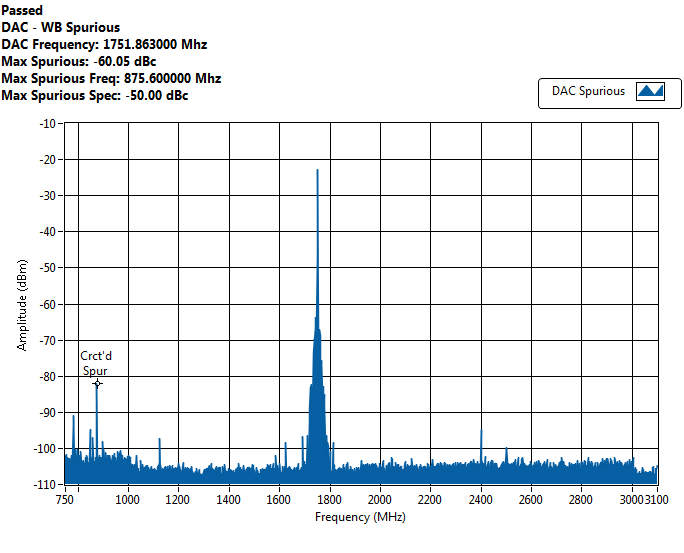 Passed
DAC - WB Spurious
DAC Frequency: 1751.863000 Mhz
Max Spurious: -60.05 dBc
Max Spurious Freq: 875.600000 Mhz
Max Spurious Spec: -50.00 dBc
DAC Spurious
-10
-20
-30
-40
-50
-60
-70
-80
-90
-100
-110
Amplitude (dBm)
Crct'd
Spur
750 1000 1200 1400 1600 1800 2000 2200 2400 2600 2800 3000 3100
Frequency (MHz)